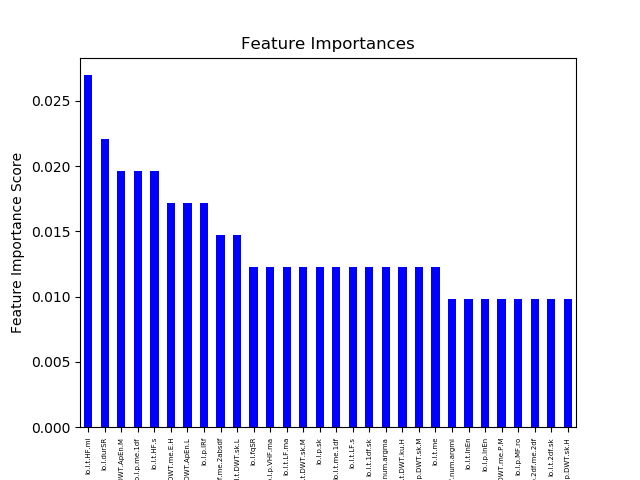 Feature Importances
Feature Importance Score
0.025
0.020
0.015
0.010
0.005
0.000
lo.l.t.HF.ml
lo.l.durSR
DWT.ApEn.M
lo.l.p.me.1df
lo.l.t.HF.s
DWT.me.E.H
DWT.ApEn.L
lo.l.p.IRf
f.me.2absdf
l.t.DWT.sk.L
lo.l.fqSR
l.p.VHF.ma
lo.l.t.LF.ma
.t.DWT.sk.M
lo.l.p.sk
lo.l.t.me.1df
lo.l.t.LF.s
lo.l.t.1df.sk
num.argma
.t.DWT.ku.H
p.DWT.sk.M
lo.l.t.me
.num.argmi
lo.l.t.InEn
lo.l.p.InEn
DWT.me.P.M
lo.l.p.MF.ro
.2df.me.2df
lo.l.t.2df.sk
p.DWT.sk.H